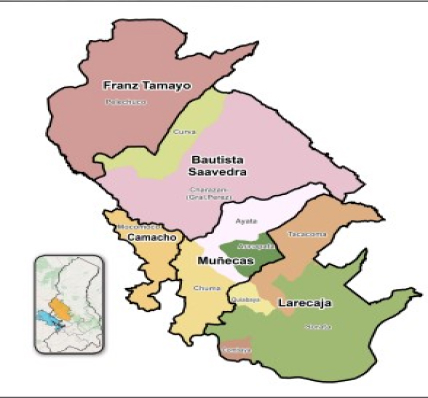 Franz Tamayo
Pelechuco
Curva
Bautista
Saavedra
Charazani
(Gral.Perez)
Ayata
Mocomoco
Camacho
Tacacoma
Aucapata
Muñecas
Chuma
Quiabaya
Larecaja
Sorata